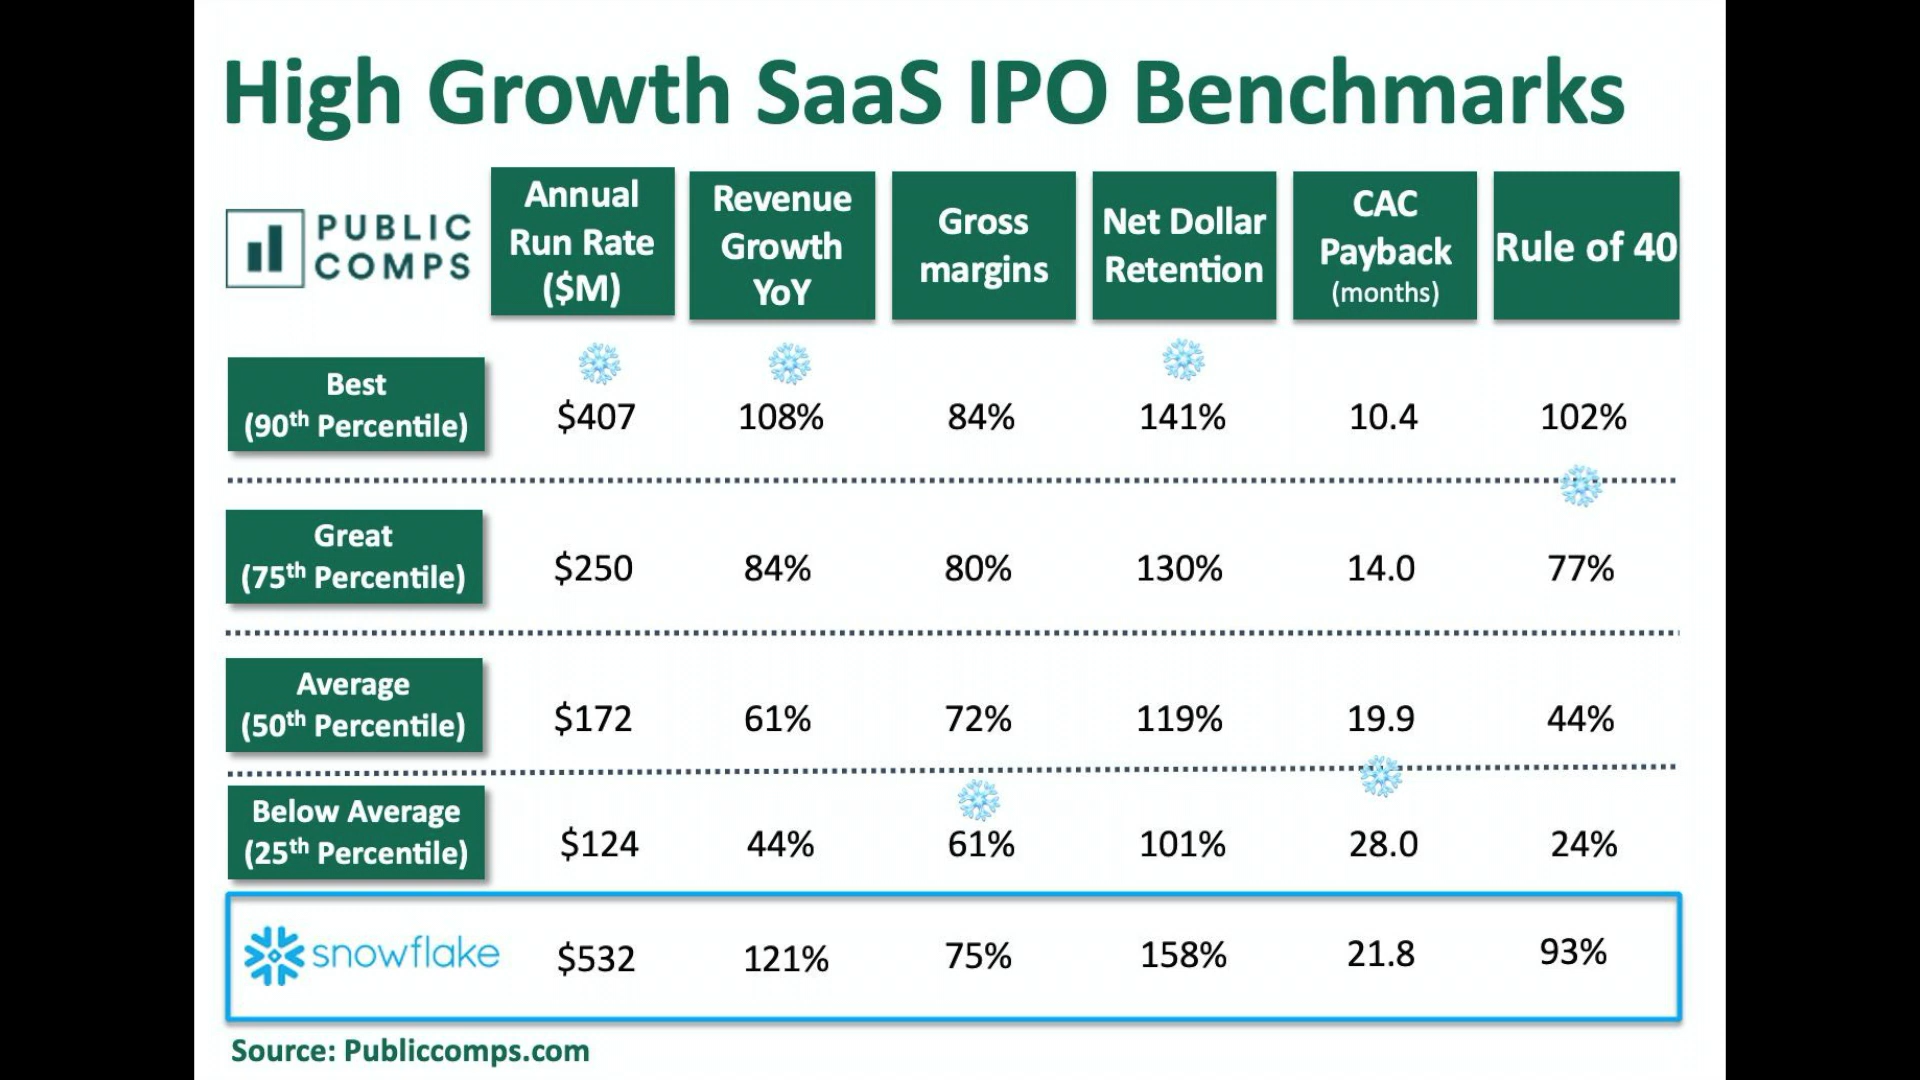 High Growth SaaS IPO Benchmarks
PUBLIC
COMPS
Annual
Run Rate
($M)
Revenue
Growth
YoY
Gross
margins
Net Dollar
Retention
CAC
Payback
(months)
Rule of 40
Best
(90th Percentile)
$407 108% 84% 141% 10.4 102%
Great
(75th Percentile)
$250 84% 80% 130% 14.0 77%
Average
(50th Percentile)
$172 61% 72% 119% 19.9 44%
Below Average
(25th Percentile)
$124 44% 61% 101% 28.0 24%
snowflake $532 121% 75% 158% 21.8 93%
Source: Publiccomps.com